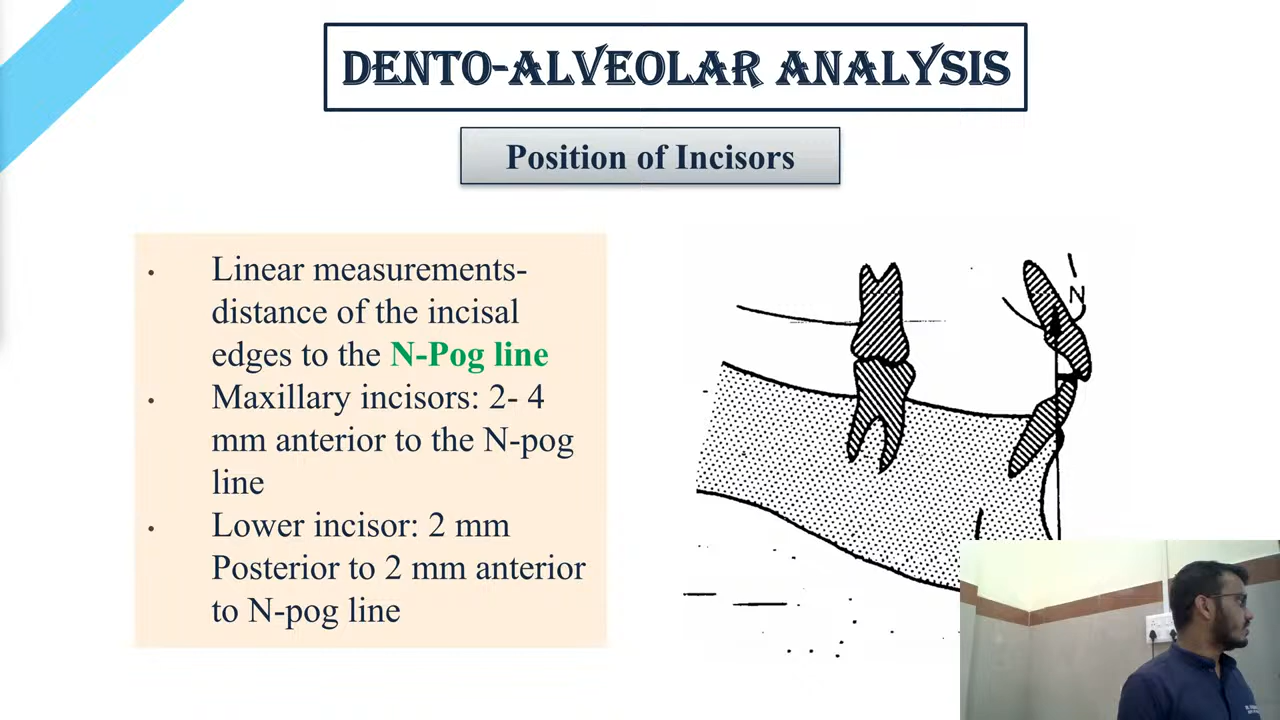 DENTO-ALVEOLAR ANALYSIS
Position of Incisors
• Linear measurements-
distance of the incisal
edges to the N-Pog line
• Maxillary incisors: 2- 4
mm anterior to the N-pog
line
• Lower incisor: 2 mm
Posterior to 2 mm anterior
to N-pog line
N